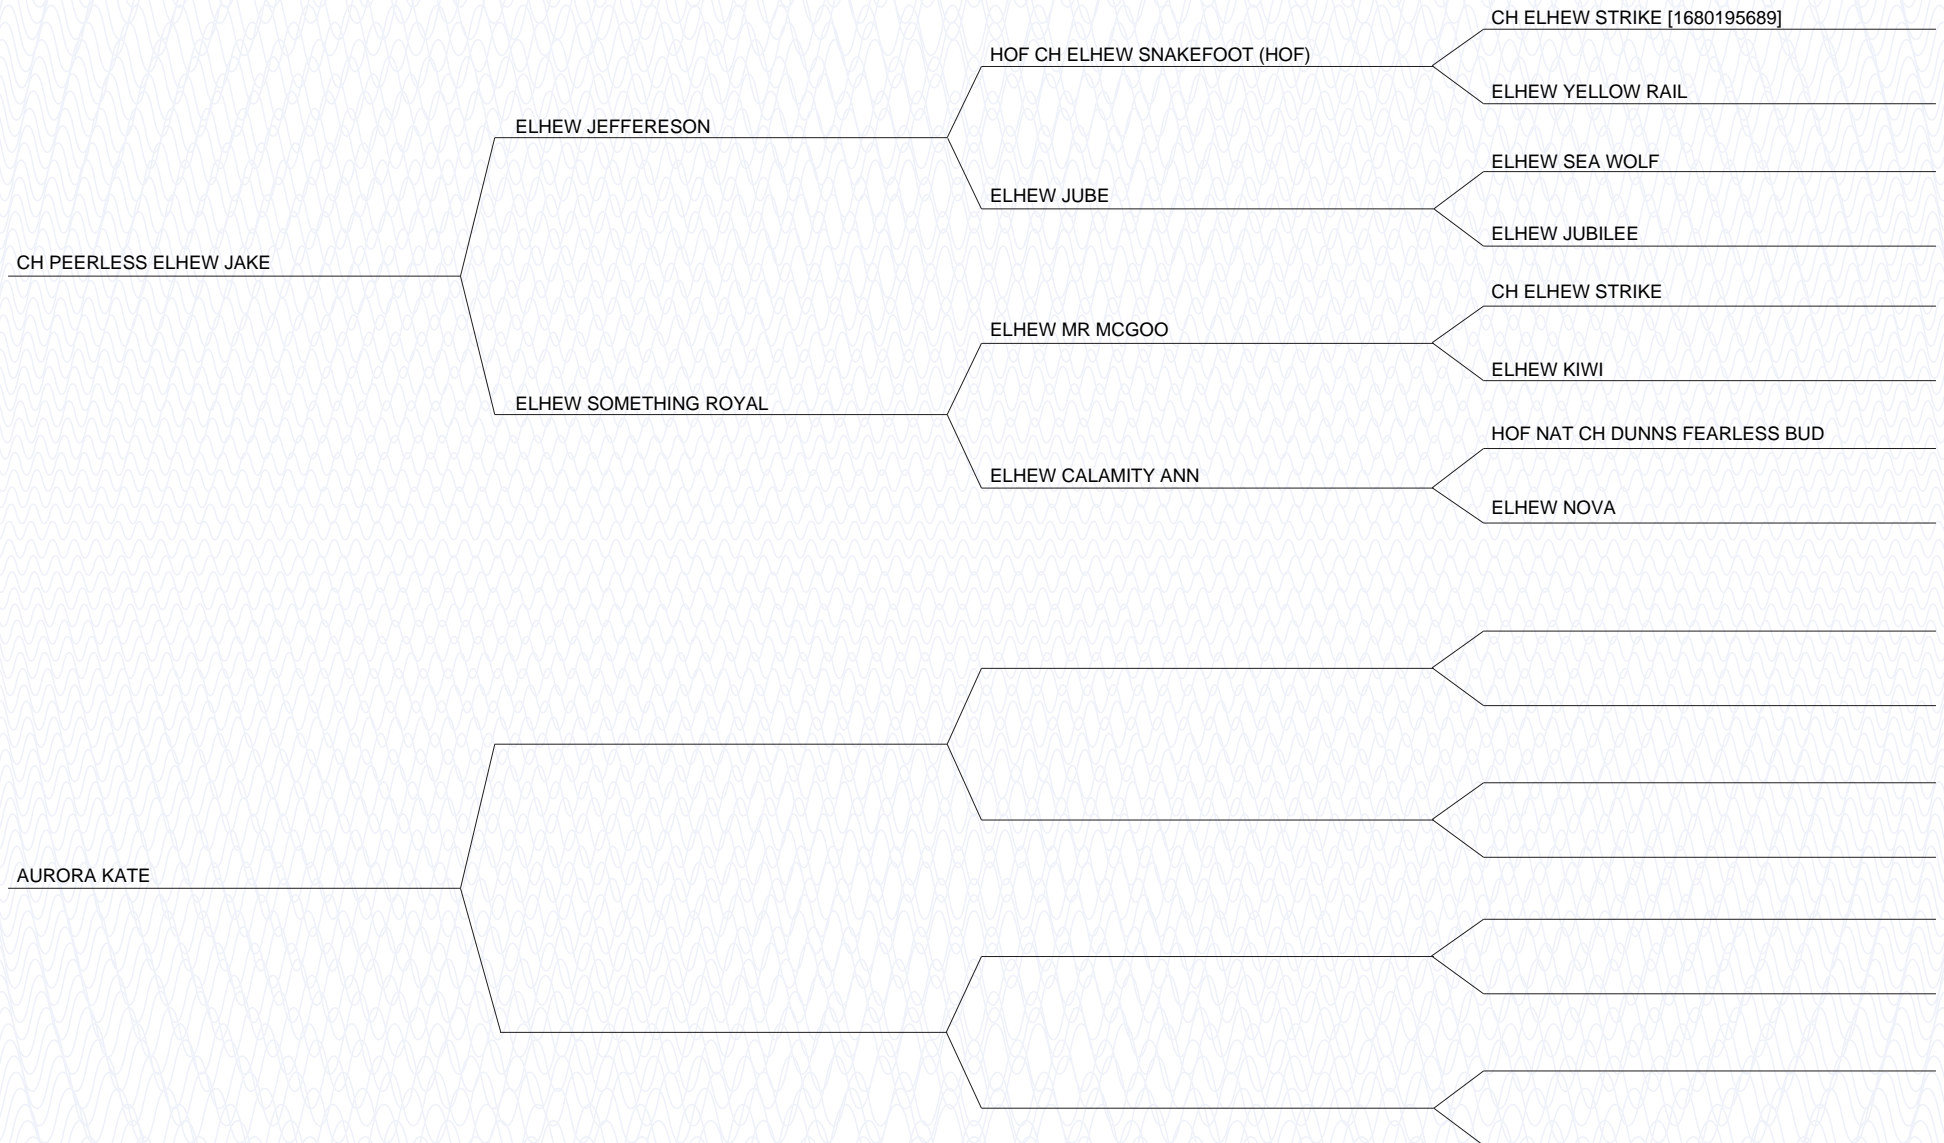 CH ELHEW STRIKE [1680195689]
HOF CH ELHEW SNAKEFOOT (HOF)
ELHEW YELLOW RAIL
ELHEW JEFFERESON
ELHEW SEA WOLF
ELHEW JUBE
ELHEW JUBILEE
CH PEERLESS ELHEW JAKE
CH ELHEW STRIKE
ELHEW MR MCGOO
ELHEW KIWI
ELHEW SOMETHING ROYAL
HOF NAT CH DUNNS FEARLESS BUD
ELHEW CALAMITY ANN
ELHEW NOVA
AURORA KATE